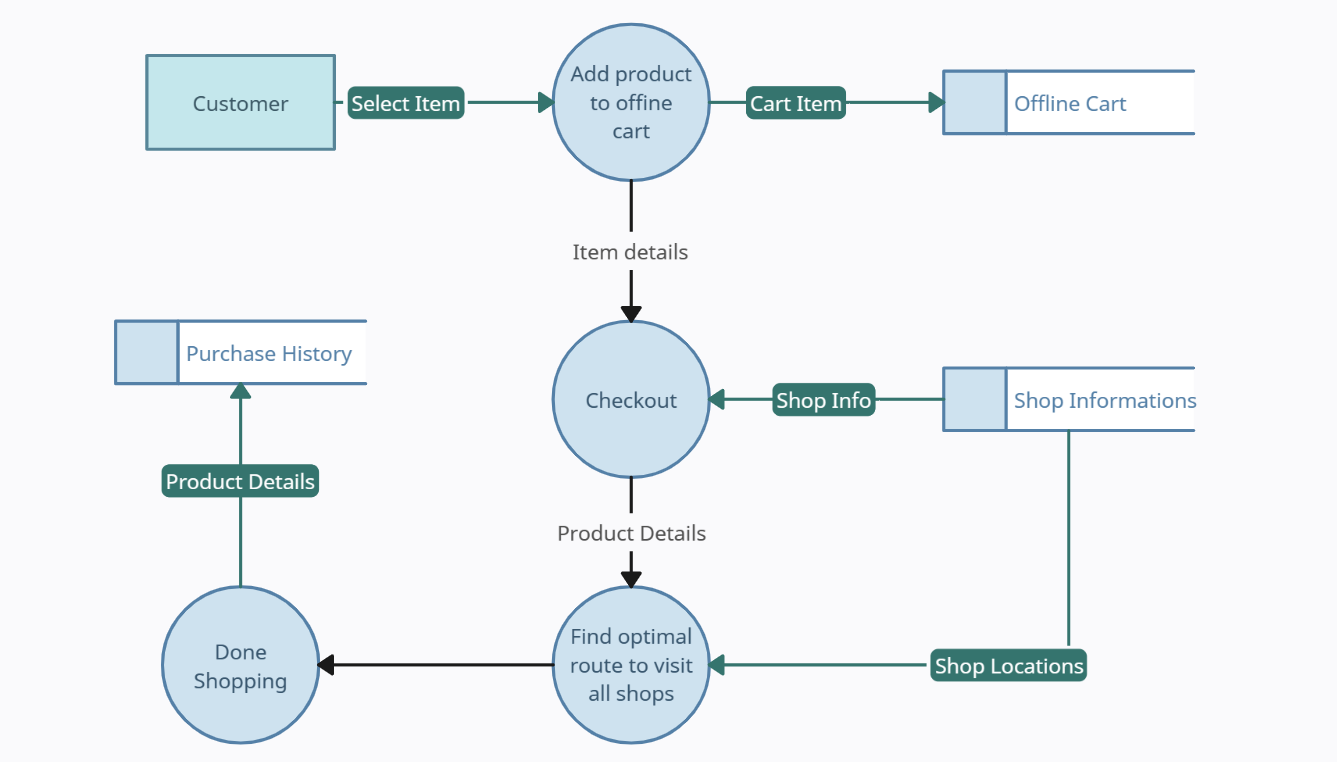 Customer
Select Item
Add product
to offine
cart
Cart Item
Offline Cart
Item details
Purchase History
Checkout
Shop Info
Shop Informations
Product Details
Product Details
Done
Shopping
Find optimal
route to visit
all shops
Shop Locations